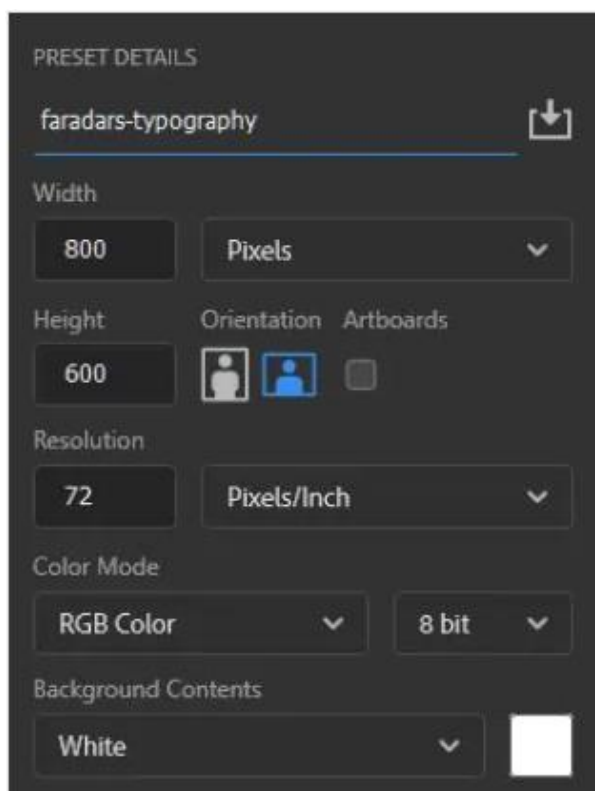 PRESET DETAILS
faradars-typography
Width
800 Pixels
Height Orientation Artboards
600
Resolution
72 Pixels/Inch
Color Mode
RGB Color 8 bit
Background Contents
White